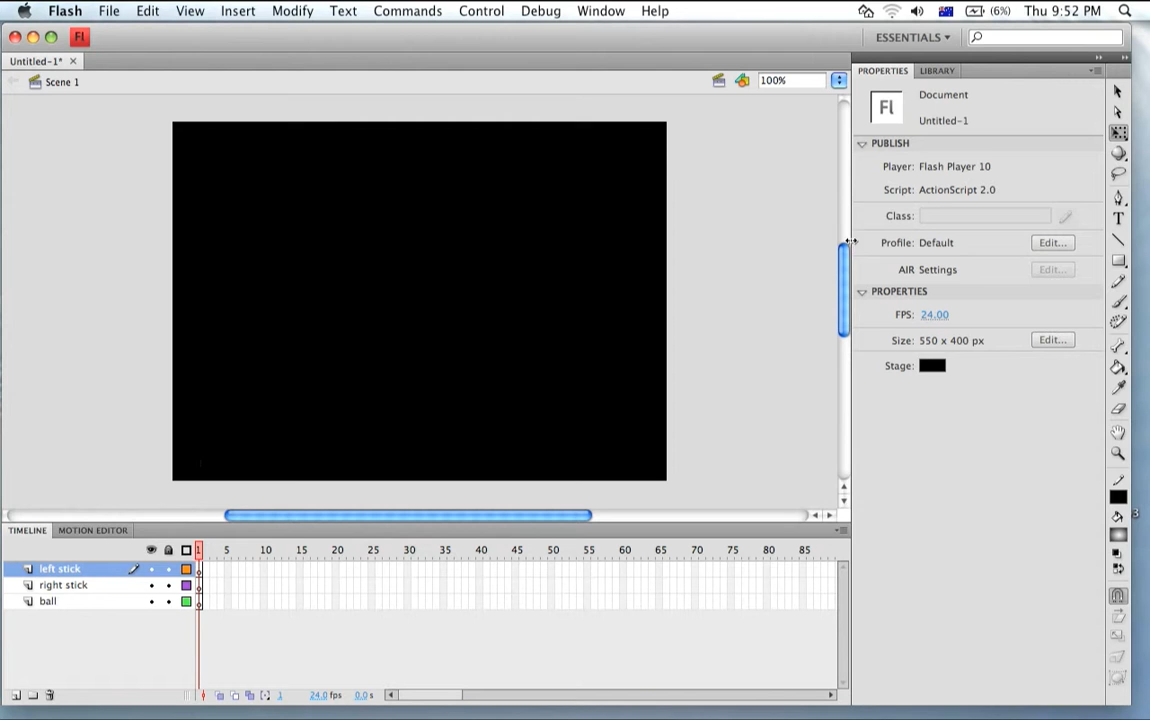 Flash File Edit View Insert Modify Text Commands Control Debug Window Help (6%) Thu 9:52 PM
Fl ESSENTIALS
Untitled-1*
Scene 1 100%
PROPERTIES LIBRARY
Fl Document
Untitled-1
PUBLISH
Player: Flash Player 10
Script: ActionScript 2.0
Class:
Profile: Default Edit...
AIR Settings Edit...
PROPERTIES
FPS: 24.00
Size: 550 x 400 px Edit...
Stage:
T
3
TIMELINE MOTION EDITOR
1 5 10 15 20 25 30 35 40 45 50 55 60 65 70 75 80 85
left stick
right stick
ball
1 24.0 fps 0.0 s